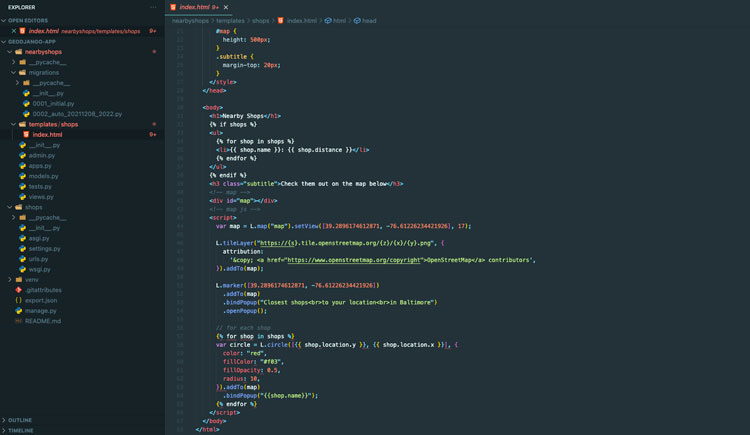 EXPLORER
OPEN EDITORS
index.html nearbyshops/templates/shops 9+
GEODJANGO-APP
nearbyshops
__pycache__
migrations
__pycache__
__init__.py
0001_initial.py
0002_auto_20211208_2022.py
templates / shops
index.html 9+
__init__.py
admin.py
apps.py
models.py
tests.py
views.py
shops
__pycache__
__init__.py
asgi.py
settings.py
urls.py
wsgi.py
venv
.gitattributes
export.json
manage.py
README.md
OUTLINE
TIMELINE
index.html 9+
nearbyshops > templates > shops > index.html > html > head
#map {
height: 500px;
}
.subtitle {
margin-top: 20px;
}
</style>
</head>
<body>
<h1>Nearby Shops</h1>
{% if shops %}
<ul>
{% for shop in shops %}
<li>{{ shop.name }}: {{ shop.distance }}</li>
{% endfor %}
</ul>
{% endif %}
<h3 class="subtitle">Check them out on the map below</h3>
<!-- map -->
<div id="map"></div>
<!-- map js -->
<script>
var map = L.map("map").setView([39.2896174612871, -76.61226234421926], 17);
L.tileLayer("https://{s}.tile.openstreetmap.org/{z}/{x}/{y}.png", {
attribution:
'&copy; <a href="https://www.openstreetmap.org/copyright">OpenStreetMap</a> contributors',
}).addTo(map);
L.marker([39.2896174612871, -76.61226234421926])
.addTo(map)
.bindPopup("Closest shops<br>to your location<br>in Baltimore")
.openPopup();
// for each shop
{% for shop in shops %}
var circle = L.circle([{{ shop.location.y }}, {{ shop.location.x }}], {
color: "red",
fillColor: "#f03",
fillOpacity: 0.5,
radius: 10,
}).addTo(map)
.bindPopup("{{shop.name}}");
{% endfor %}
</script>
</body>
</html>